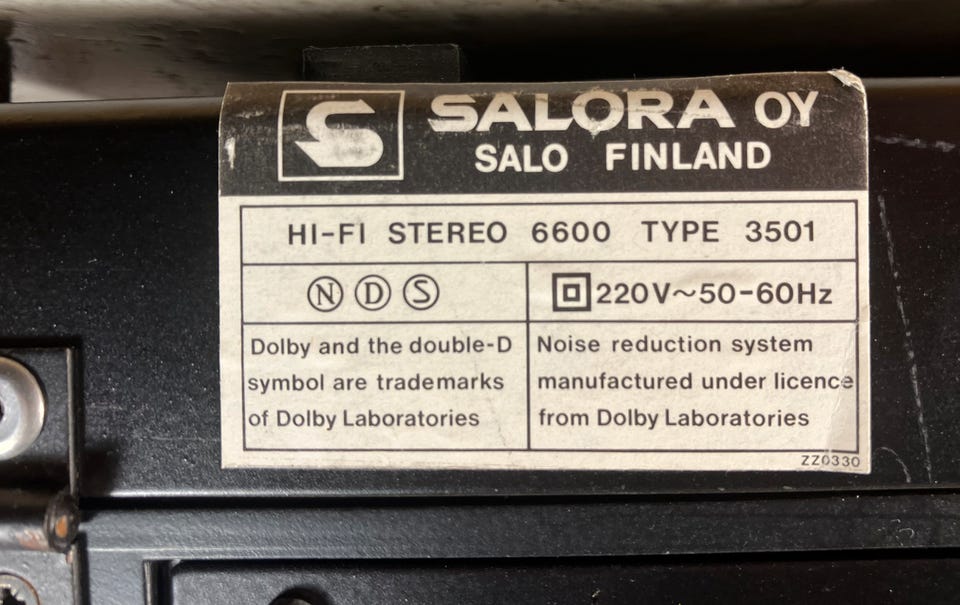 SALORA OY
SALO FINLAND
HI-FI STEREO 6600 TYPE 3501
N D S
220V~50-60Hz
Dolby and the double-D
symbol are trademarks
of Dolby Laboratories
Noise reduction system
manufactured under licence
from Dolby Laboratories
ZZ0330